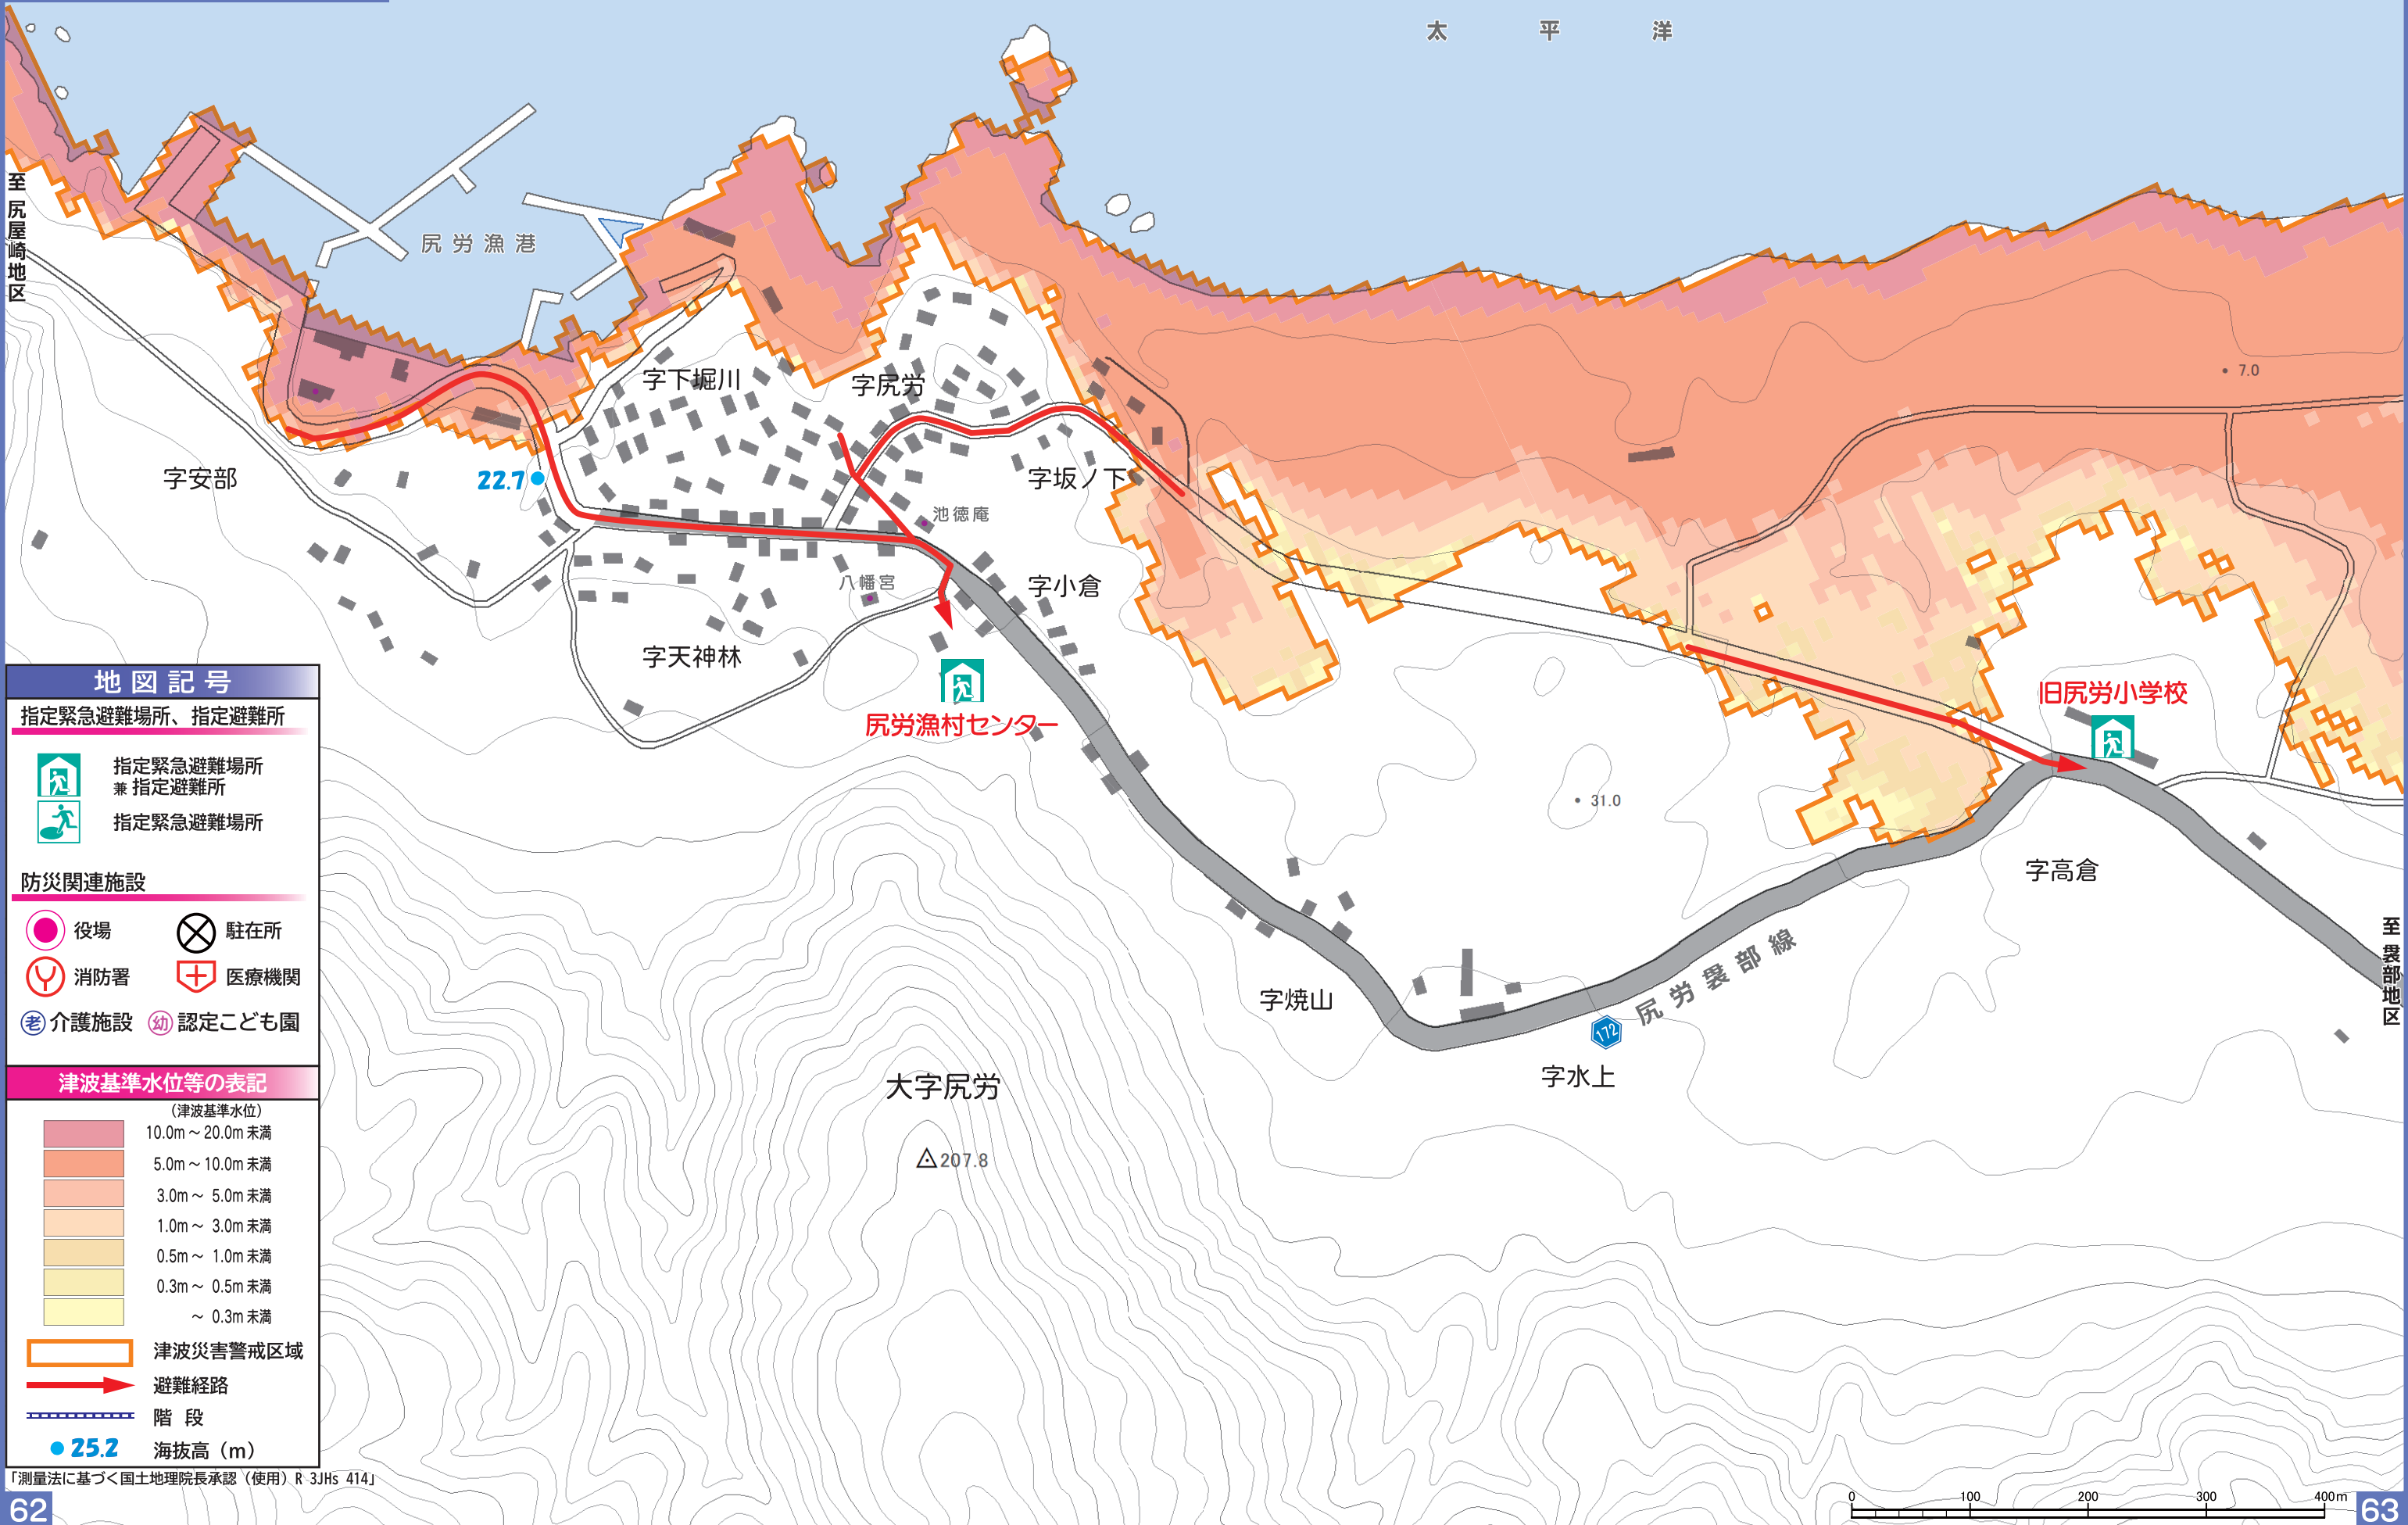 太平洋
至 尻屋崎地区
尻労漁港
7.0
字下堀川
字尻労
字安部
22.7
字坂ノ下
池徳庵
八幡宮
字小倉
字天神林
尻労漁村センター
旧尻労小学校
31.0
字高倉
至 袰部地区
字焼山
尻労袰部線
172
字水上
大字尻労
207.8
地図記号
指定緊急避難場所、指定避難所
指定緊急避難場所
兼 指定避難所
指定緊急避難場所
防災関連施設
役場
駐在所
消防署
医療機関
老 介護施設
幼 認定こども園
津波基準水位等の表記
（津波基準水位）
10.0m～20.0m未満
5.0m～10.0m未満
3.0m～ 5.0m未満
1.0m～ 3.0m未満
0.5m～ 1.0m未満
0.3m～ 0.5m未満
～ 0.3m未満
津波災害警戒区域
避難経路
階 段
25.2 海抜高（m）
「測量法に基づく国土地理院長承認（使用）R 3JHs 414」
62
0 100 200 300 400m
63